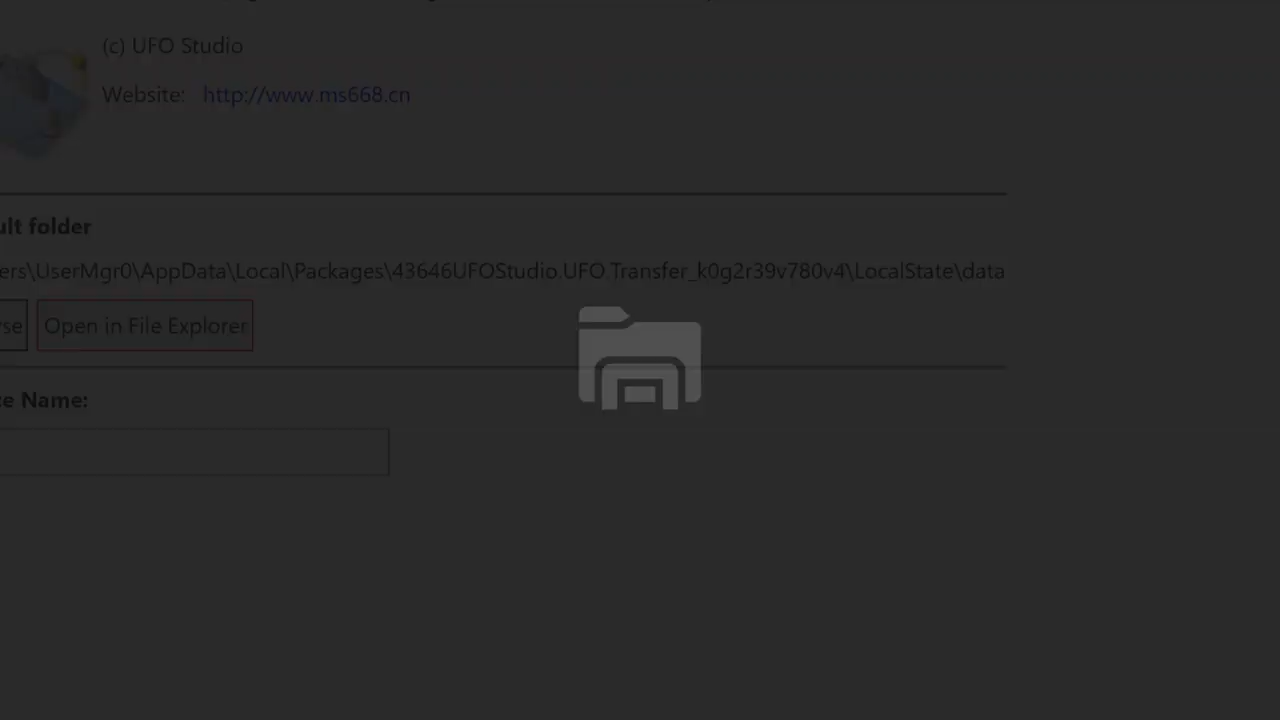 (c) UFO Studio
Website: http://www.ms668.cn
ult folder
ers\UserMgr0\AppData\Local\Packages\43646UFOStudio.UFO Transfer_k0g2r39v780v4\LocalState\data
se Open in File Explorer
ce Name: